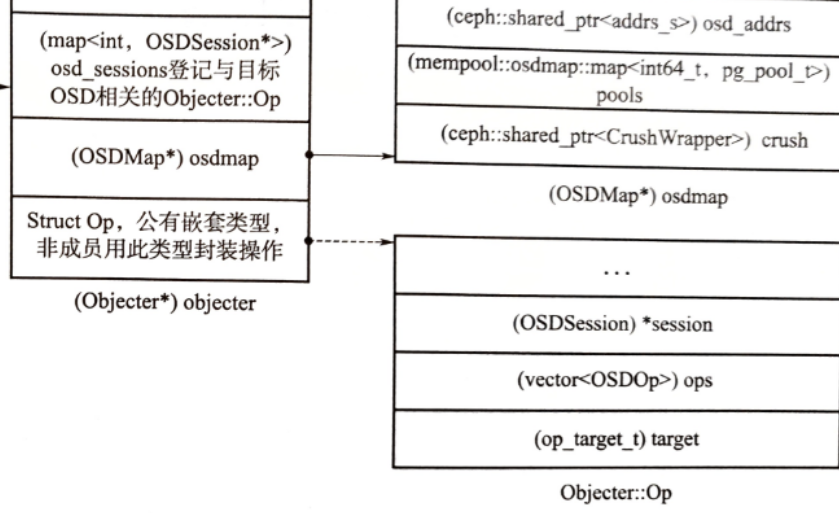 (map<int, OSDSession*>)
osd_sessions登记与目标
OSD相关的Objecter::Op
(OSDMap*) osdmap
Struct Op, 公有嵌套类型,
非成员用此类型封装操作
(Objecter*) objecter
(ceph::shared_ptr<addrs_s>) osd_addrs
(mempool::osdmap::map<int64_t, pg_pool_t>)
pools
(ceph::shared_ptr<CrushWrapper>) crush
(OSDMap*) osdmap
...
(OSDSession) *session
(vector<OSDOp>) ops
(op_target_t) target
Objecter::Op